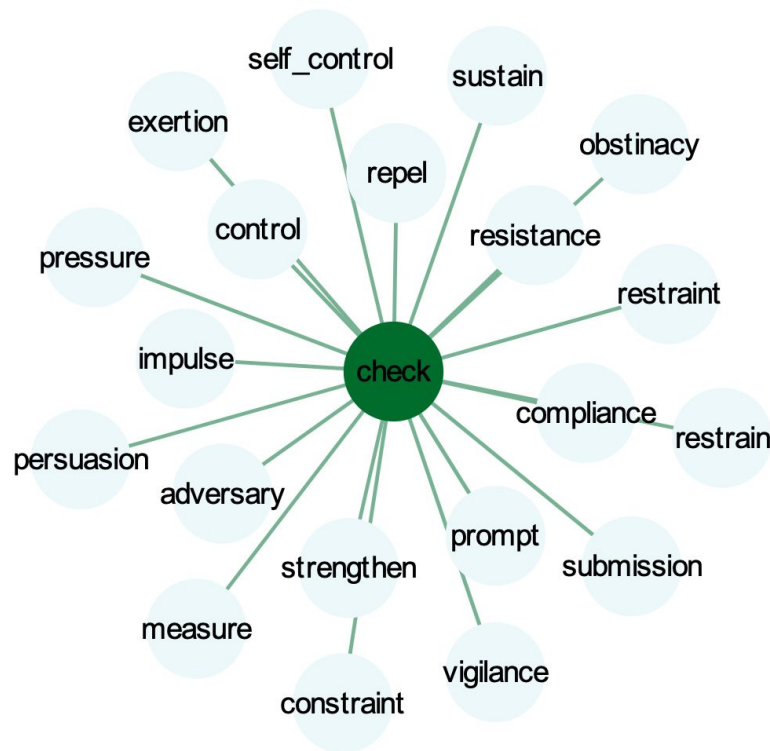 self_control
sustain
exertion
obstinacy
repel
control
resistance
pressure
restraint
impulse
check
compliance
restrain
persuasion
adversary
prompt
strengthen
submission
measure
vigilance
constraint